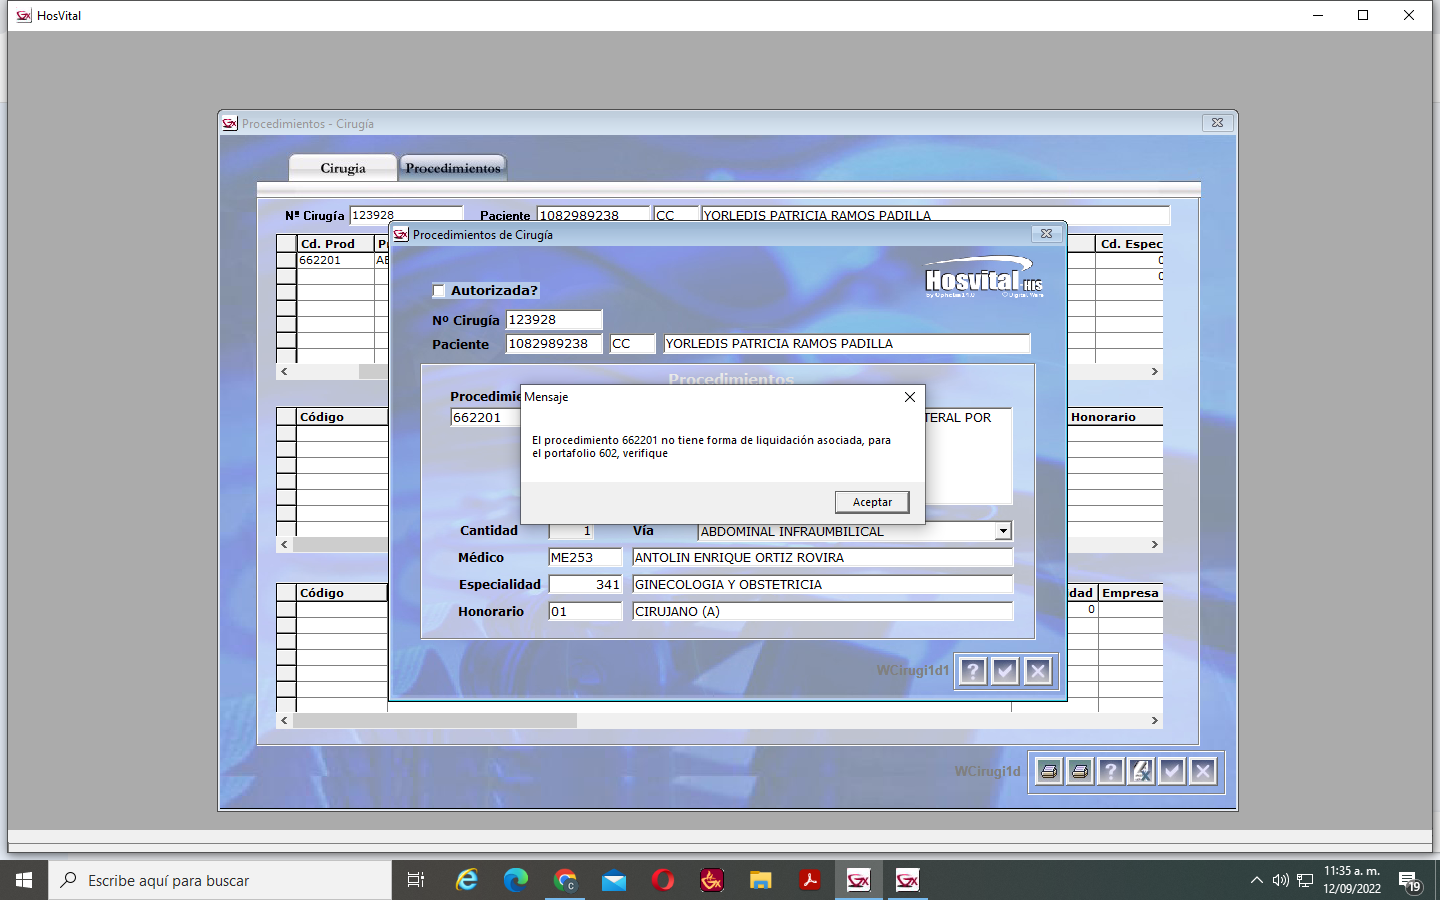 HosVital
Procedimientos - Cirugía
Cirugia
Procedimientos
Nº Cirugía 123928 Paciente 1082989238 CC YORLEDIS PATRICIA RAMOS PADILLA
Cd. Prod
Cd. Espec
662201
0
0
Procedimientos de Cirugía
Hosvital-HIS
Autorizada?
Nº Cirugía 123928
Paciente 1082989238 CC YORLEDIS PATRICIA RAMOS PADILLA
Procedimientos
662201
TERAL POR
Mensaje
El procedimiento 662201 no tiene forma de liquidación asociada, para
el portafolio 602, verifique
Aceptar
Cantidad 1 Vía ABDOMINAL INFRAUMBILICAL
Médico ME253 ANTOLIN ENRIQUE ORTIZ ROVIRA
Especialidad 341 GINECOLOGIA Y OBSTETRICIA
Honorario 01 CIRUJANO (A)
WCirugi1d1
Código
Honorario
Código
dad Empresa
0
WCirugi1d
Escribe aquí para buscar
11:35 a. m.
12/09/2022
19